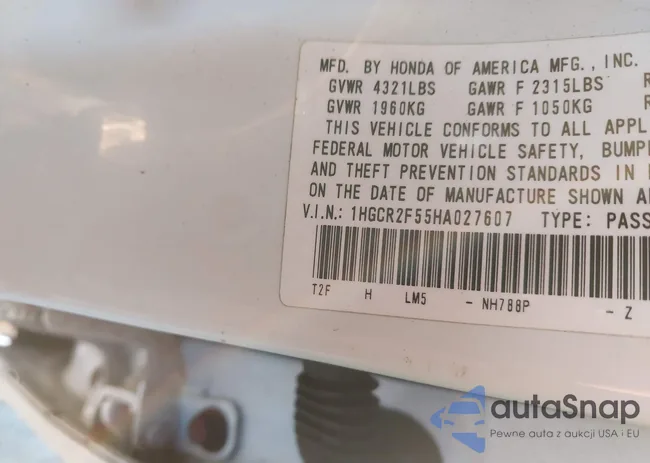 MFD. BY HONDA OF AMERICA MFG., INC.
GVWR 4321LBS GAWR F 2315LBS R
GVWR 1960KG GAWR F 1050KG R
THIS VEHICLE CONFORMS TO ALL APPL
FEDERAL MOTOR VEHICLE SAFETY, BUMP
AND THEFT PREVENTION STANDARDS IN
ON THE DATE OF MANUFACTURE SHOWN A
V.I.N.: 1HGCR2F55HA027607 TYPE: PASS
T2F H LM5 - NH788P - Z
autaSnap
Pewne auta z aukcji USA i EU